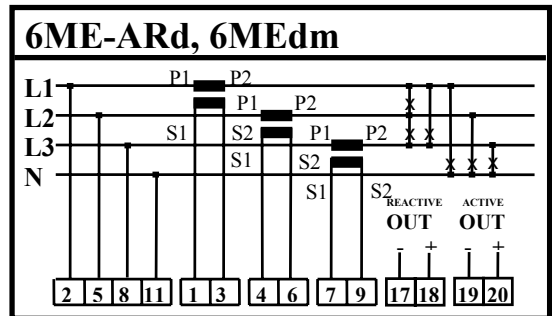 6ME-ARd, 6MEdm
L1 P1 P2
L2 P1 P2
L3 S1 S2 P1 P2
N S1 S2
S1 S2
REACTIVE ACTIVE
OUT OUT
- + - +
2 5 8 11 1 3 4 6 7 9 17 18 19 20